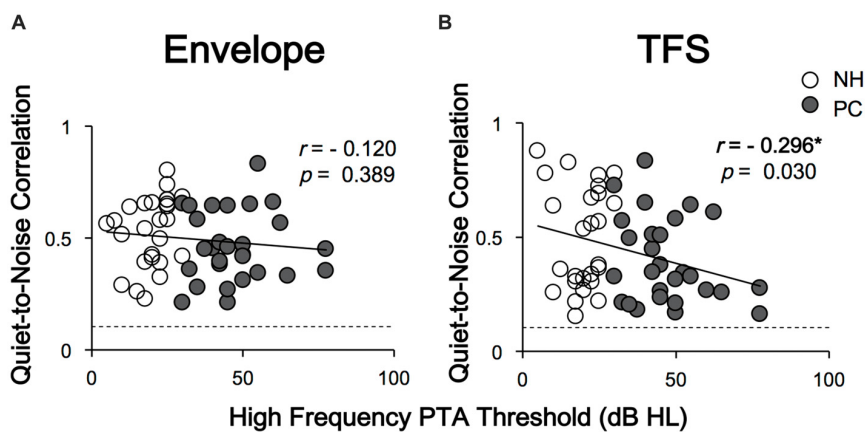 A
B
Envelope
TFS
NH
PC
Quiet-to-Noise Correlation
1
0.5
0
r = - 0.120
p = 0.389
0
50
100
Quiet-to-Noise Correlation
1
0.5
0
r = - 0.296*
p = 0.030
0
50
100
High Frequency PTA Threshold (dB HL)